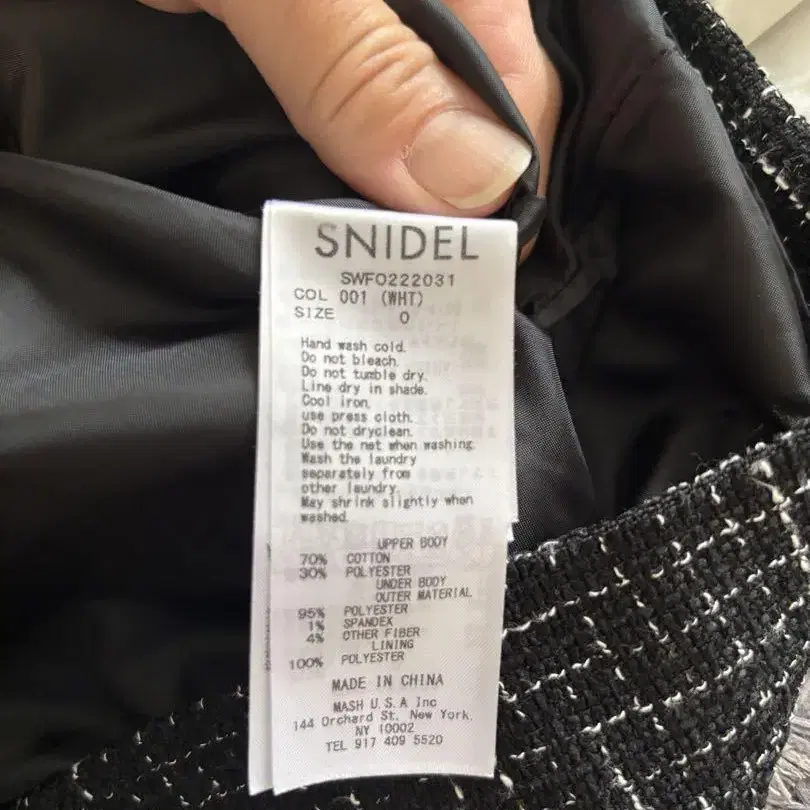 SNIDEL
SWFO222031
COL 001 (WHT)
SIZE 0
Hand wash cold.
Do not bleach.
Do not tumble dry.
Line dry in shade.
Cool iron,
use press cloth.
Do not dryclean.
Use the net when washing.
Wash the laundry
separately from
other laundry.
May shrink slightly when
washed.
UPPER BODY
70% COTTON
30% POLYESTER
UNDER BODY
OUTER MATERIAL
95% POLYESTER
1% SPANDEX
4% OTHER FIBER
LINING
100% POLYESTER
MADE IN CHINA
MASH U.S.A Inc
144 Orchard St. New York,
NY 10002
TEL 917 409 5520